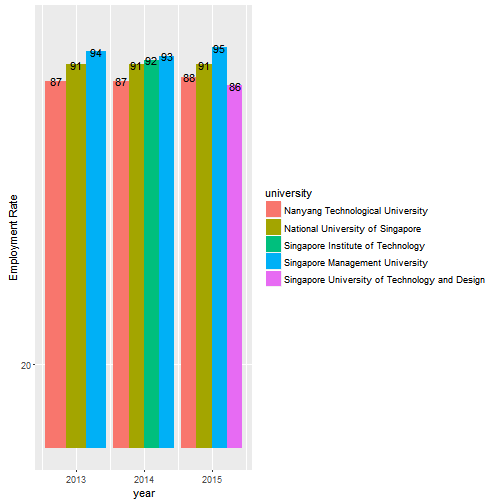 94
95
91
91
92
93
91
87
87
88
86
Employment Rate
20
2013
2014
2015
year
university
Nanyang Technological University
National University of Singapore
Singapore Institute of Technology
Singapore Management University
Singapore University of Technology and Design